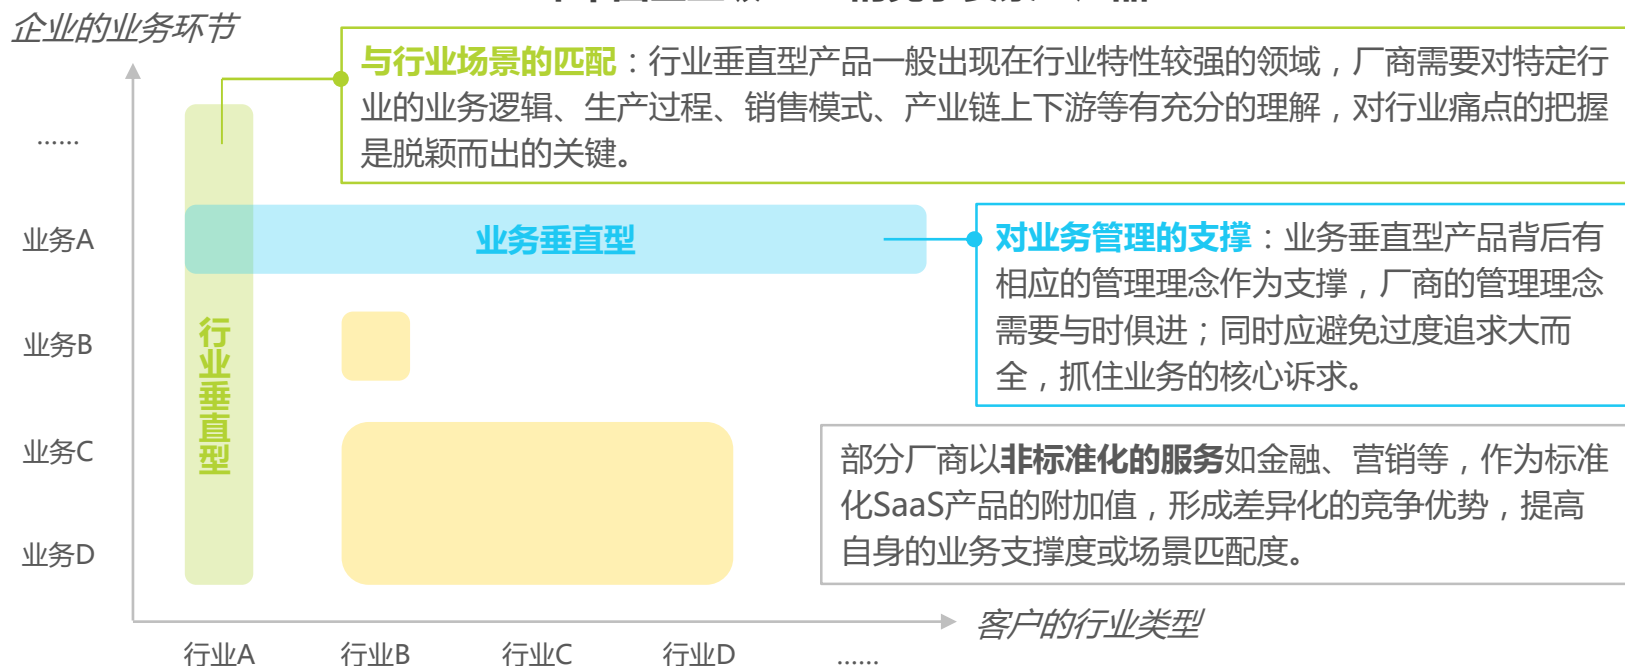 企业的业务环节
与行业场景的匹配：行业垂直型产品一般出现在行业特性较强的领域，厂商需要对特定行
业的业务逻辑、生产过程、销售模式、产业链上下游等有充分的理解，对行业痛点的把握
是脱颖而出的关键。
……
业务A
业务垂直型
对业务管理的支撑：业务垂直型产品背后有
相应的管理理念作为支撑，厂商的管理理念
需要与时俱进；同时应避免过度追求大而
全，抓住业务的核心诉求。
业务B
行业垂直型
业务C
部分厂商以非标准化的服务如金融、营销等，作为标准
化SaaS产品的附加值，形成差异化的竞争优势，提高
自身的业务支撑度或场景匹配度。
业务D
客户的行业类型
行业A
行业B
行业C
行业D
……